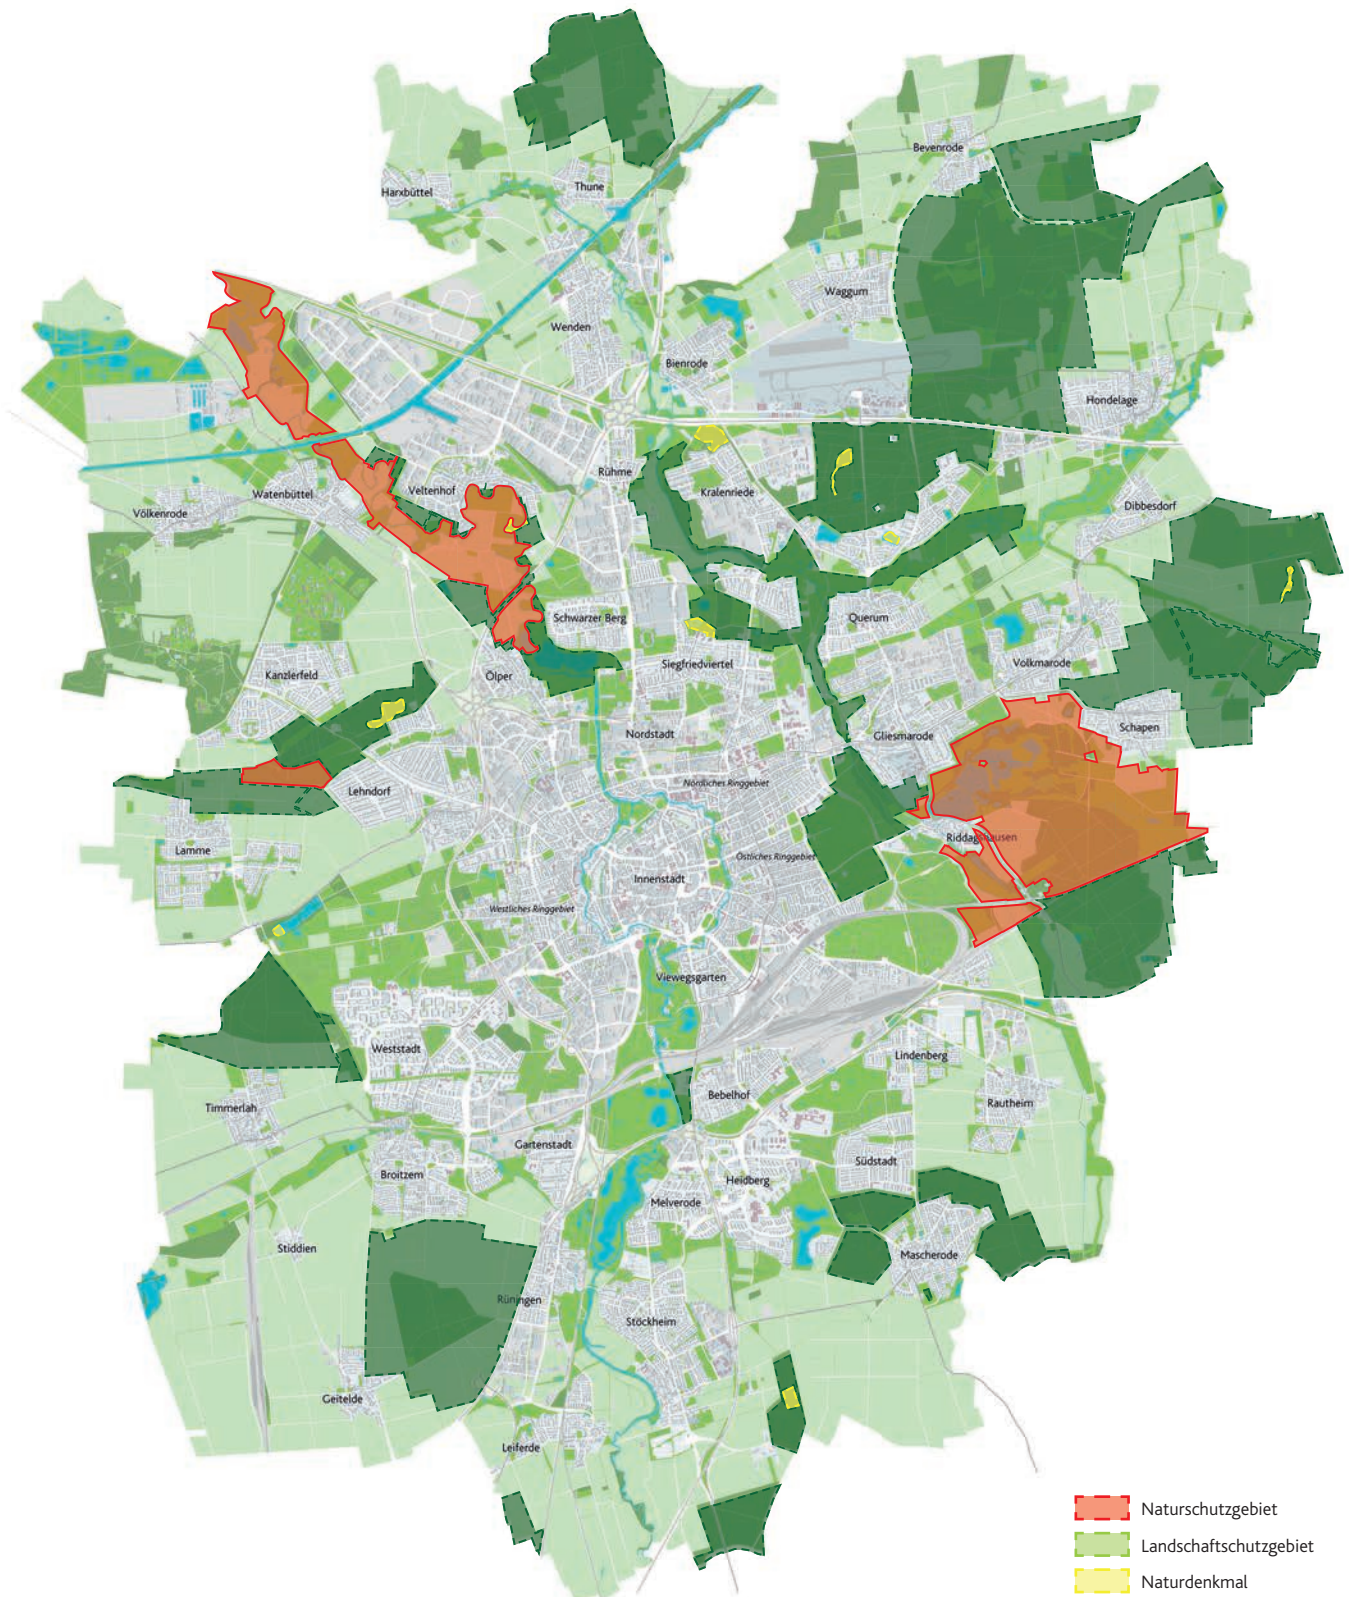 Bevenrode
Harxbüttel
Thune
Waggum
Wenden
Bienrode
Hondelage
Rühme
Veltenhof
Kralenriede
Watenbüttel
Völkenrode
Dibbesdorf
Schwarzer Berg
Querum
Siegfriedviertel
Volkmarode
Kanzlerfeld
Ölper
Schapen
Nordstadt
Gliesmarode
Nördliches Ringgebiet
Lehndorf
Riddagshausen
Lamme
Östliches Ringgebiet
Innenstadt
Westliches Ringgebiet
Viewegsgarten
Weststadt
Lindenberg
Bebelhof
Rautheim
Timmerlah
Gartenstadt
Südstadt
Broitzem
Heidberg
Melverode
Stiddien
Mascherode
Rüningen
Stöckheim
Geitelde
Leiferde
Naturschutzgebiet
Landschaftschutzgebiet
Naturdenkmal